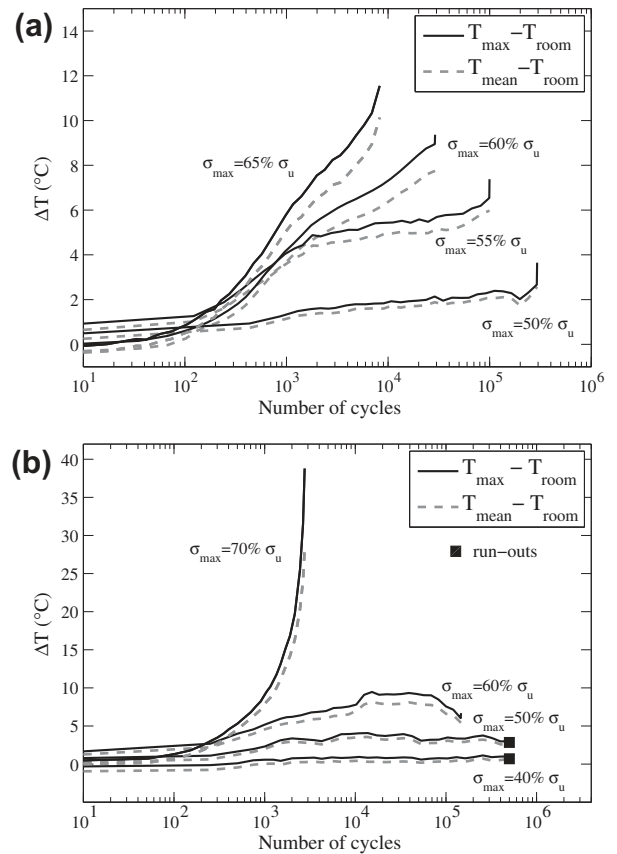 (a)
14
12
10
8
6
4
2
0
ΔT (°C)
T_max − T_room
T_mean − T_room
σ_max=65% σ_u
σ_max=60% σ_u
σ_max=55% σ_u
σ_max=50% σ_u
10^1 10^2 10^3 10^4 10^5 10^6
Number of cycles
(b)
40
35
30
25
20
15
10
5
0
ΔT (°C)
T_max − T_room
T_mean − T_room
run−outs
σ_max=70% σ_u
σ_max=60% σ_u
σ_max=50% σ_u
σ_max=40% σ_u
10^1 10^2 10^3 10^4 10^5 10^6
Number of cycles